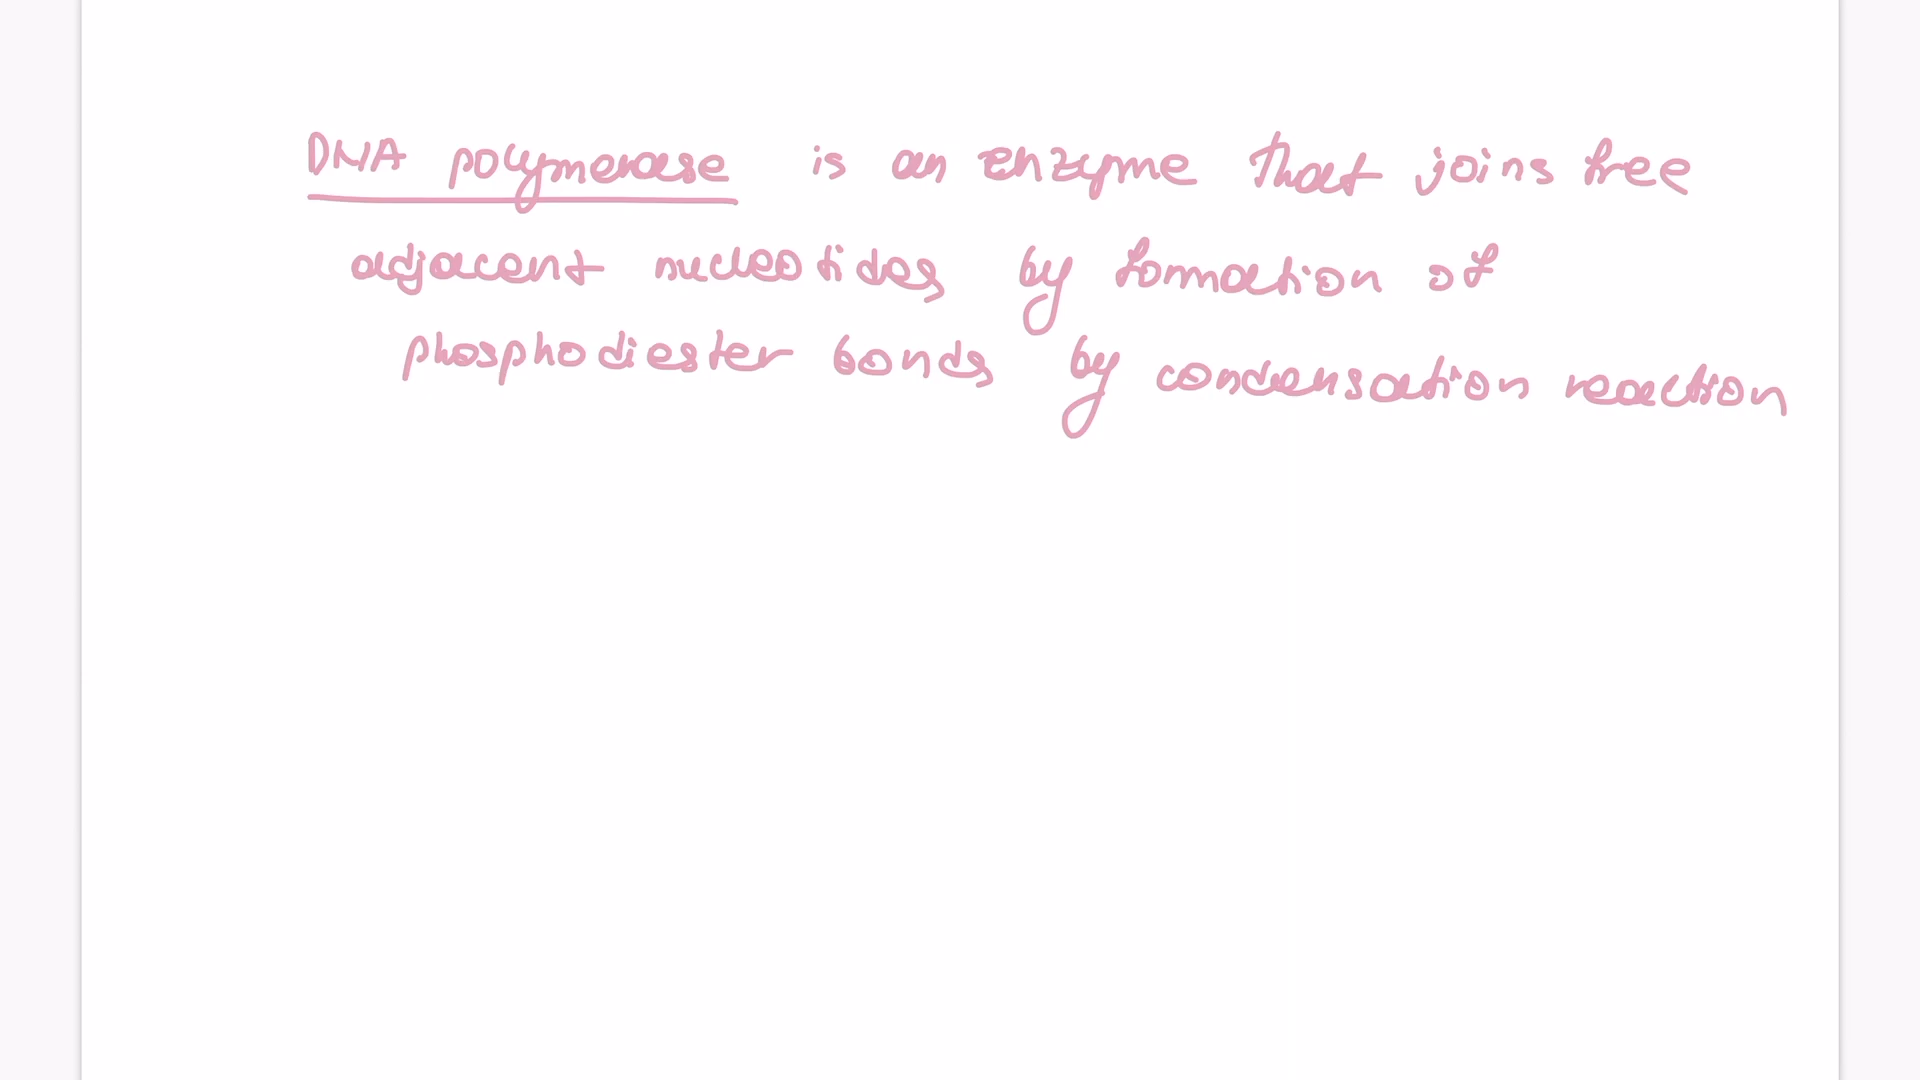 DNA polymerase is an enzyme that joins free
adjacent nucleotides by formation of
phosphodiester bonds by condensation reaction